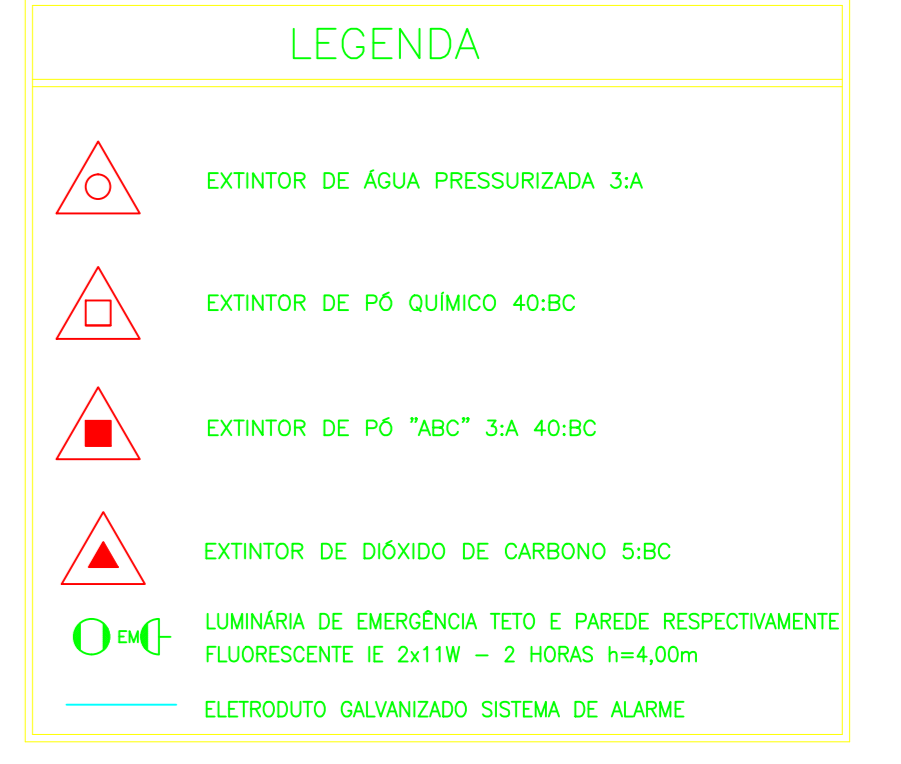 LEGENDA
EXTINTOR DE ÁGUA PRESSURIZADA 3:A
EXTINTOR DE PÓ QUÍMICO 40:BC
EXTINTOR DE PÓ "ABC" 3:A 40:BC
EXTINTOR DE DIÓXIDO DE CARBONO 5:BC
EM
LUMINÁRIA DE EMERGÊNCIA TETO E PAREDE RESPECTIVAMENTE
FLUORESCENTE IE 2x11W – 2 HORAS h=4,00m
ELETRODUTO GALVANIZADO SISTEMA DE ALARME